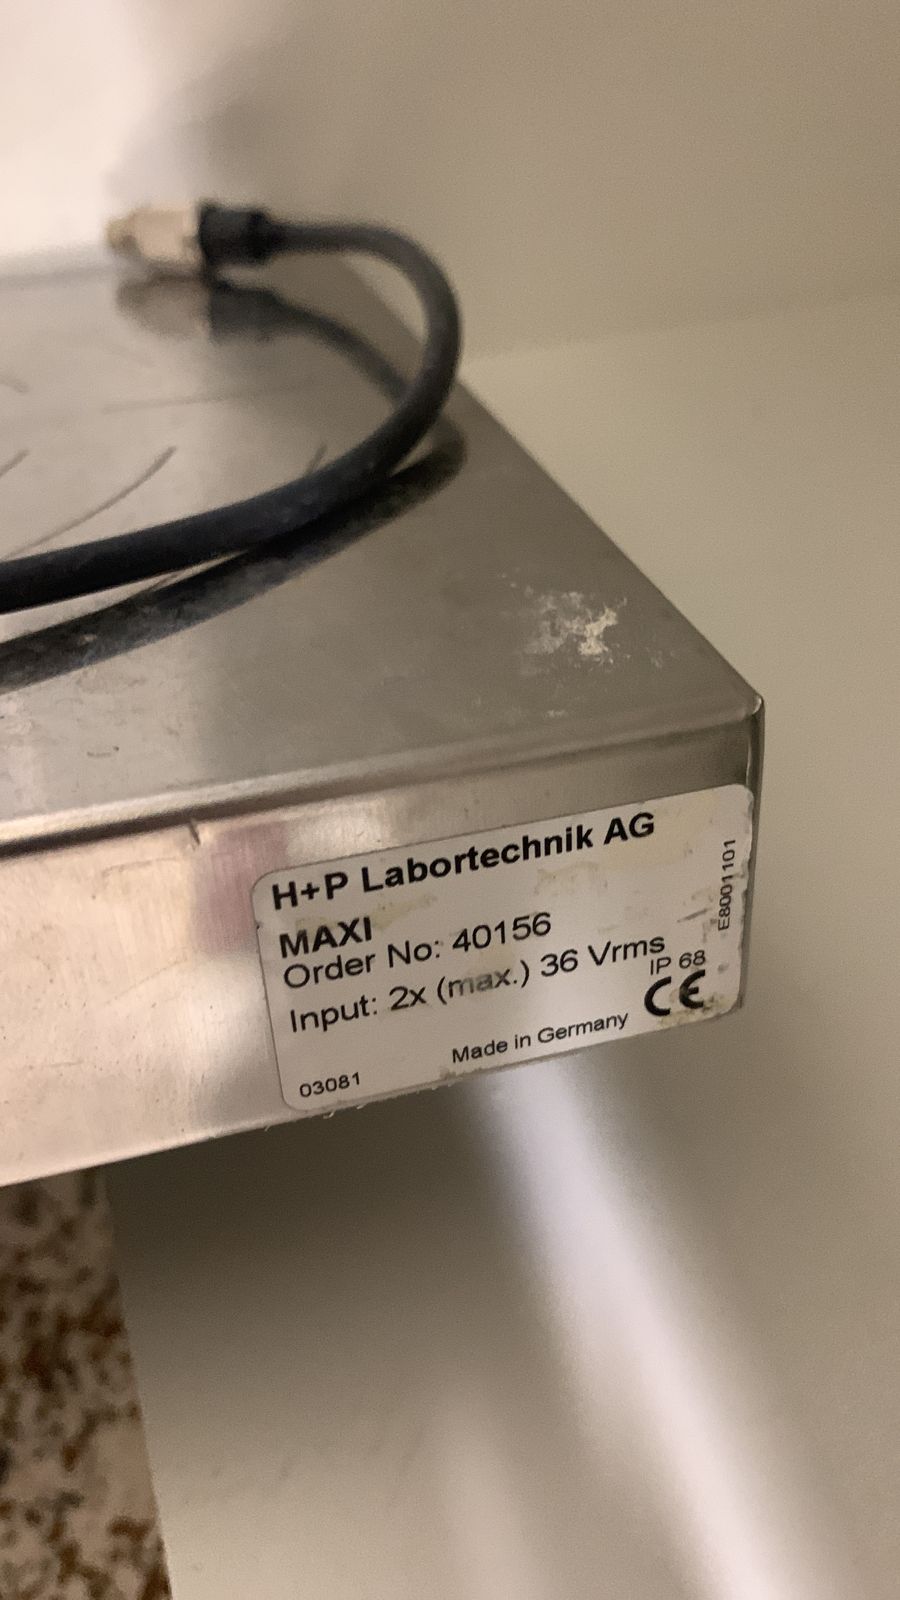 H+P Labortechnik AG
MAXI
Order No: 40156
Input: 2x (max.) 36 Vrms
IP 68
CE
Made in Germany
03081
E8001101